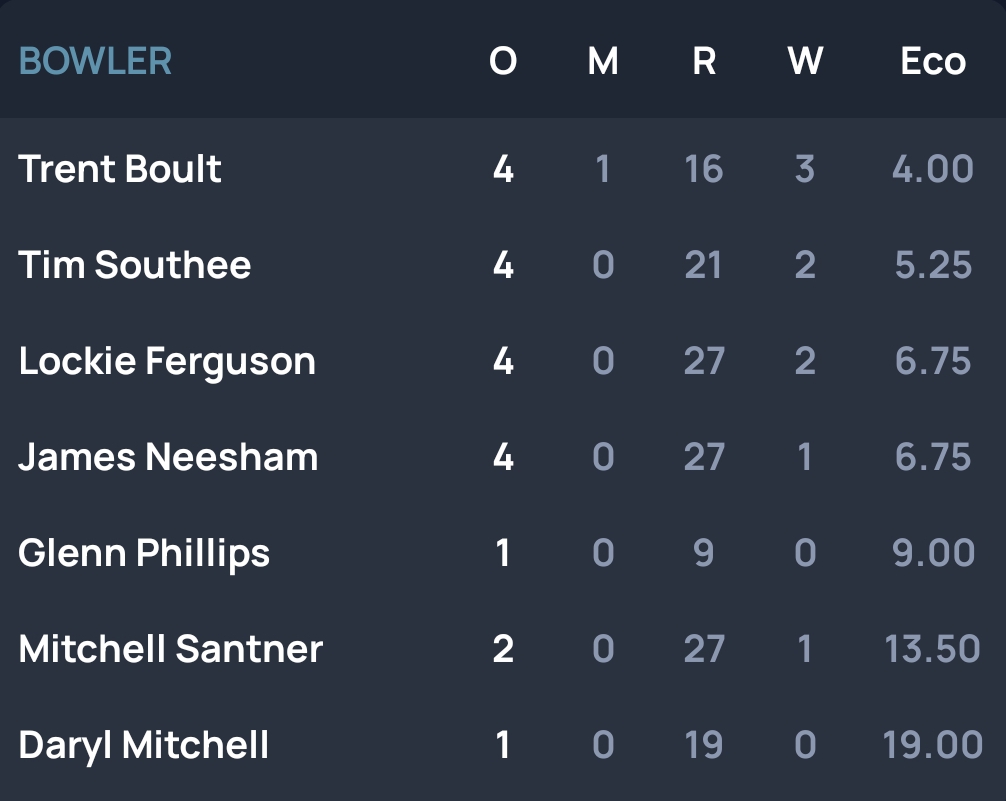 BOWLER O M R W Eco
Trent Boult 4 1 16 3 4.00
Tim Southee 4 0 21 2 5.25
Lockie Ferguson 4 0 27 2 6.75
James Neesham 4 0 27 1 6.75
Glenn Phillips 1 0 9 0 9.00
Mitchell Santner 2 0 27 1 13.50
Daryl Mitchell 1 0 19 0 19.00